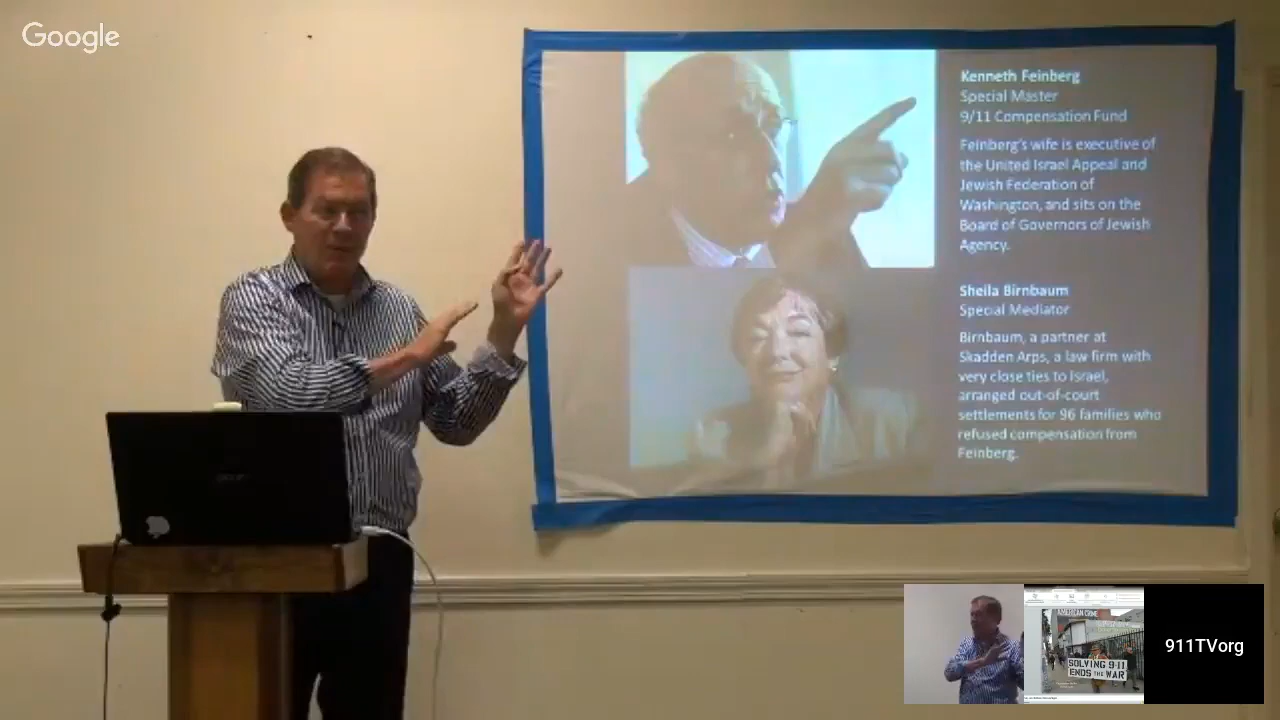 Google
Kenneth Feinberg
Special Master
9/11 Compensation Fund
Feinberg's wife is executive of
the United Israel Appeal and
Jewish Federation of
Washington, and sits on the
Board of Governors of Jewish
Agency.
Sheila Birnbaum
Special Mediator
Birnbaum, a partner at
Skadden Arps, a law firm with
very close ties to Israel,
arranged out-of-court
settlements for 96 families who
refused compensation from
Feinberg.
acer
AMERICAN CRIME
SOLVING 9-11
ENDS THE WAR
911TVorg